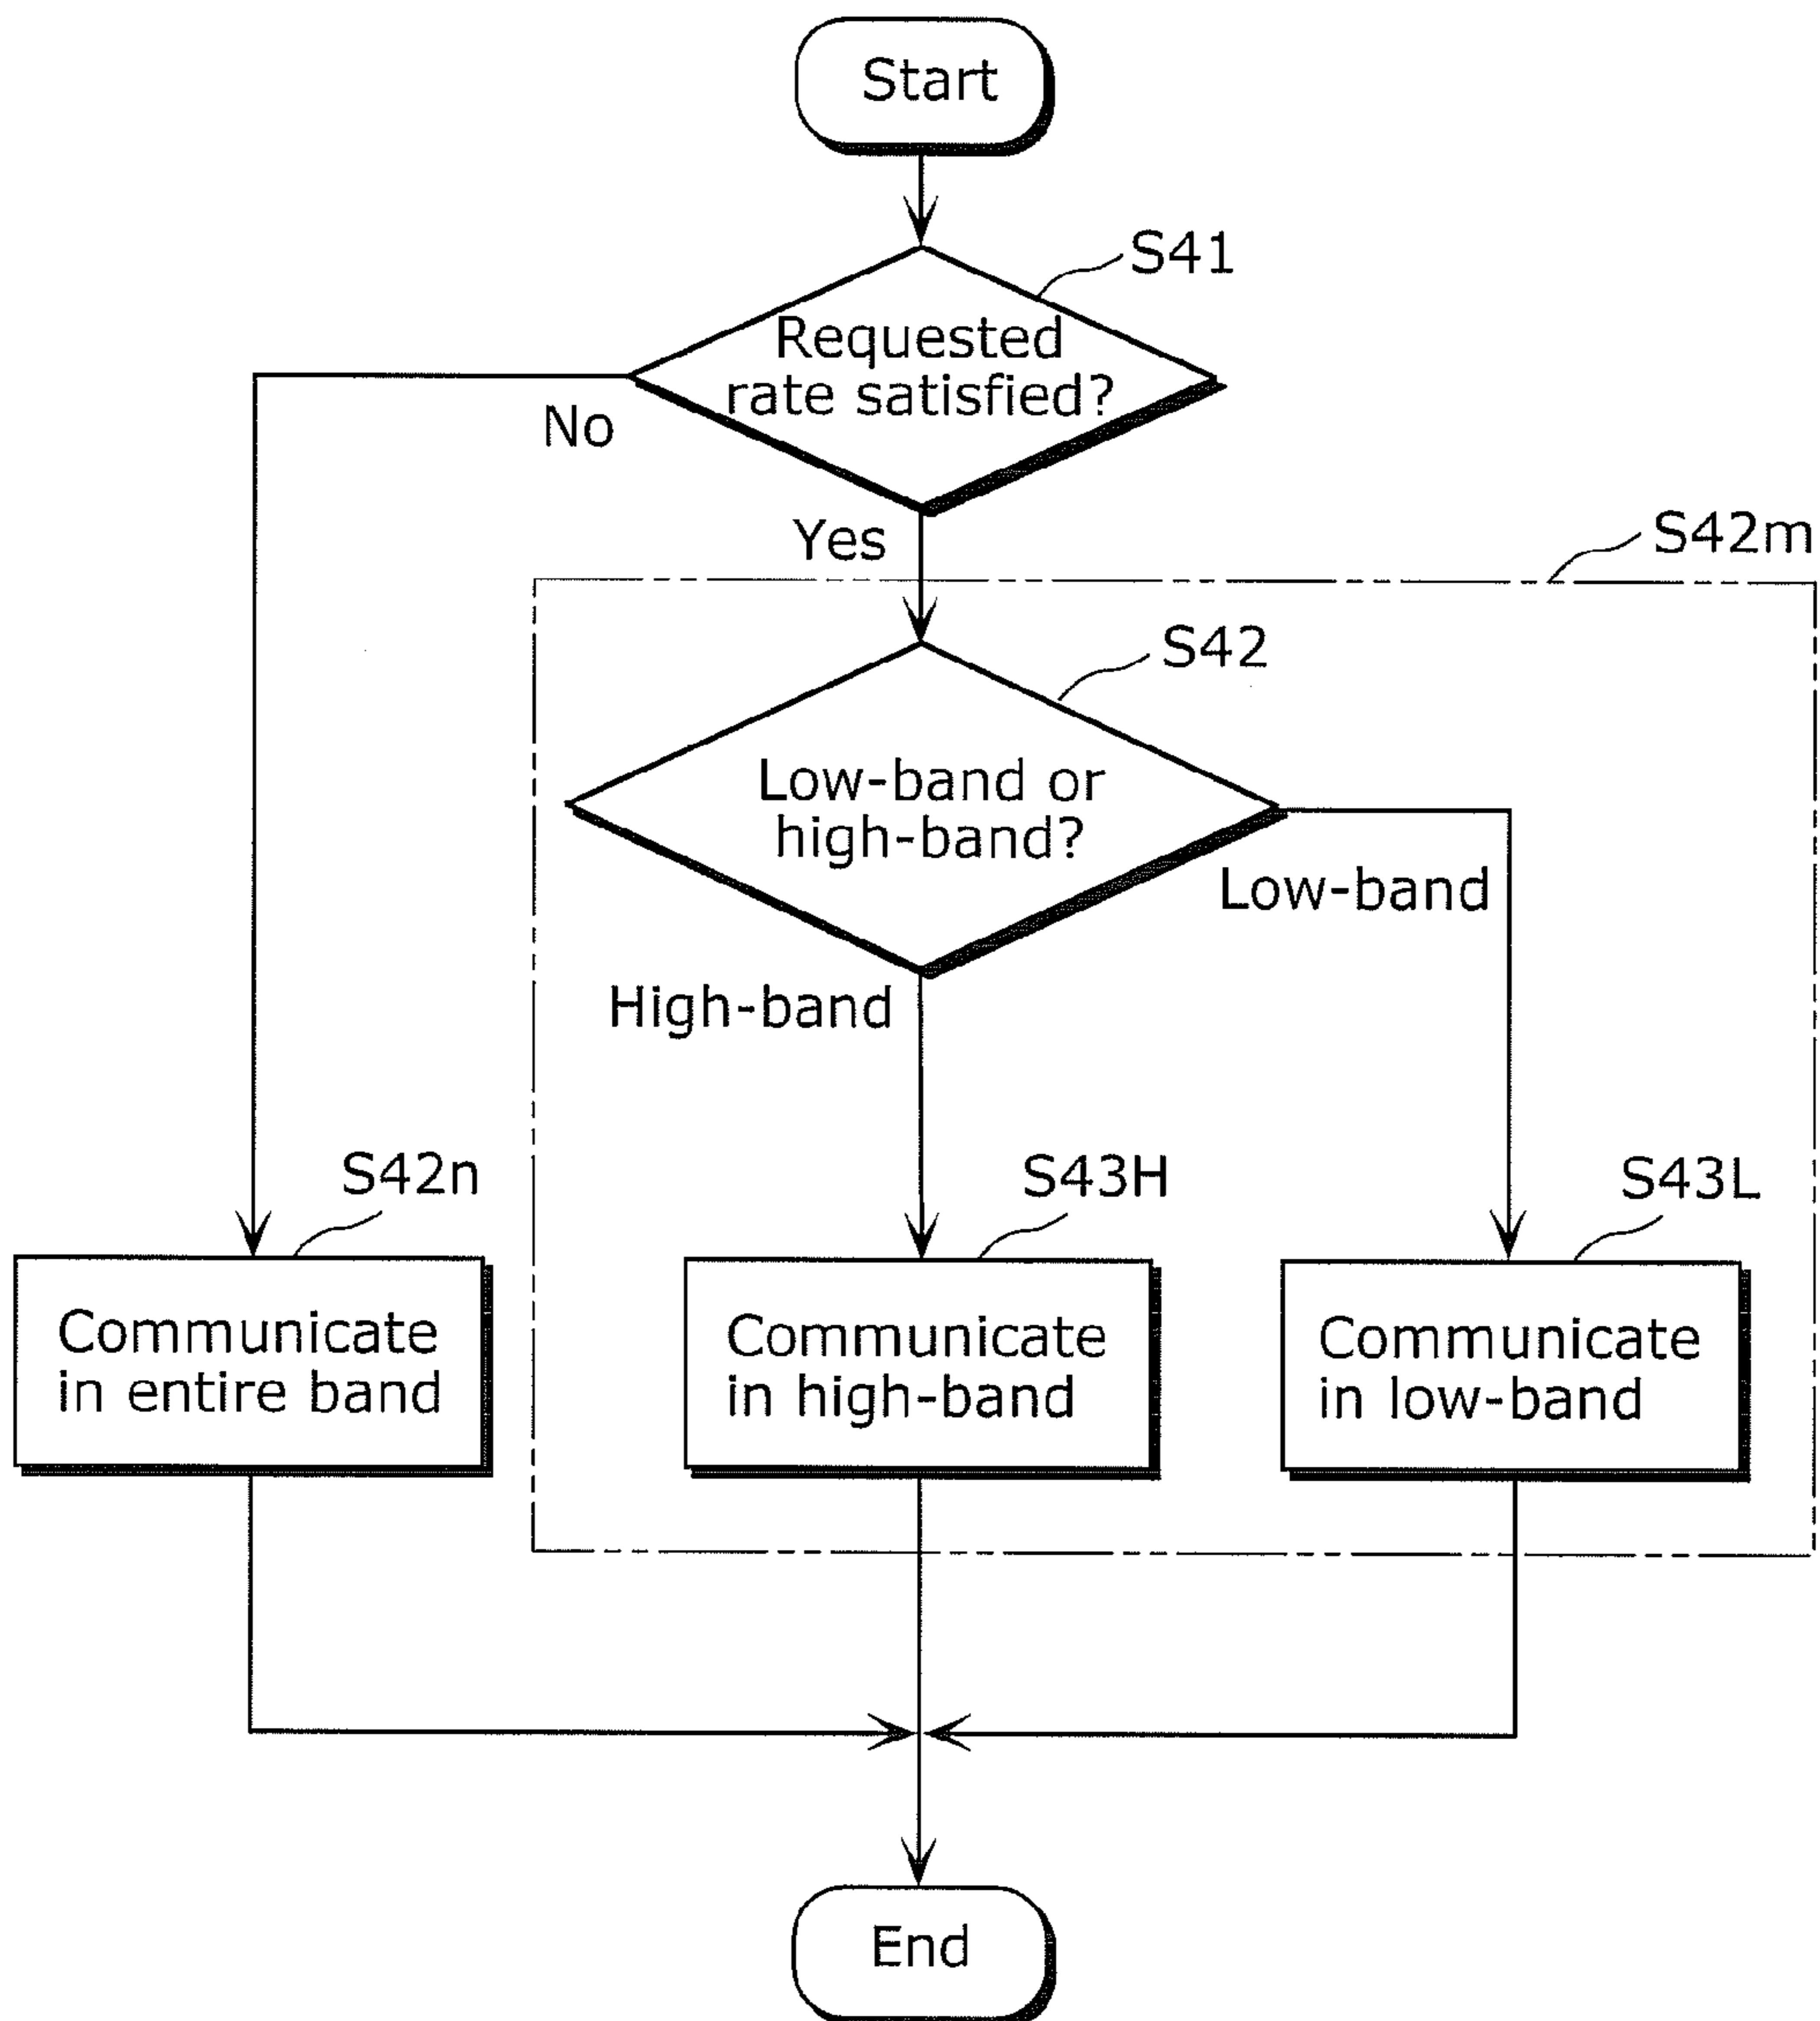 Start
S41
Requested
rate satisfied?
No
Yes
S42m
S42
Low-band or
high-band?
Low-band
High-band
S42n
S43H
S43L
Communicate
in entire band
Communicate
in high-band
Communicate
in low-band
End